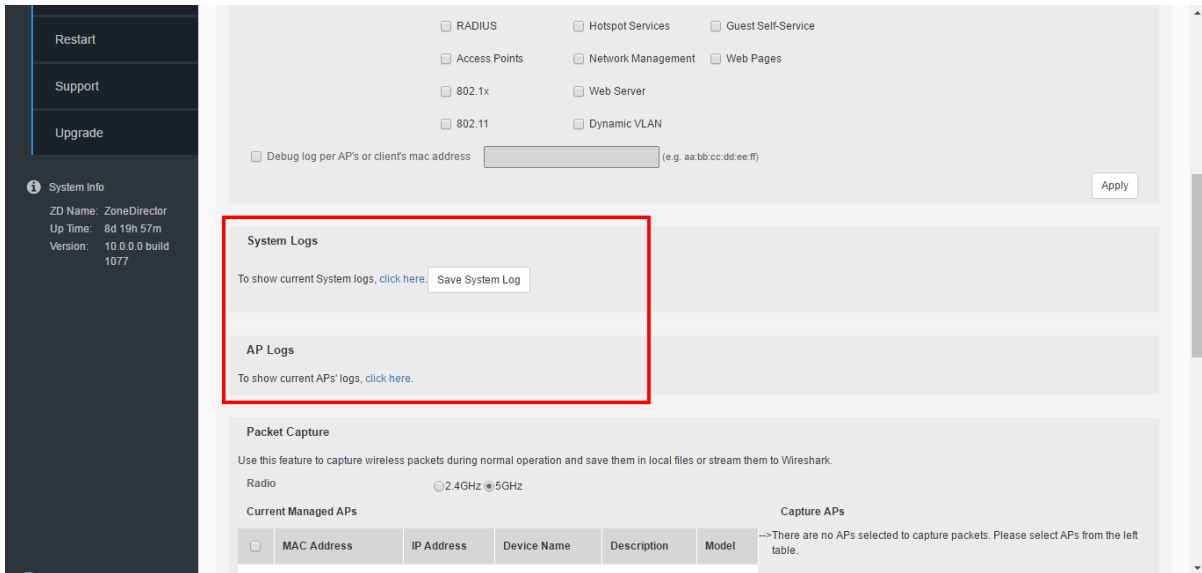 Restart
Support
Upgrade
System Info
ZD Name: ZoneDirector
Up Time: 8d 19h 57m
Version: 10.0.0.0 build
1077
RADIUS Hotspot Services Guest Self-Service
Access Points Network Management Web Pages
802.1x Web Server
802.11 Dynamic VLAN
Debug log per AP's or client's mac address (e.g. aa:bb:cc:dd:ee:ff)
Apply
System Logs
To show current System logs, click here. Save System Log
AP Logs
To show current APs' logs, click here.
Packet Capture
Use this feature to capture wireless packets during normal operation and save them in local files or stream them to Wireshark.
Radio 2.4GHz 5GHz
Current Managed APs
MAC Address IP Address Device Name Description Model
Capture APs
-->There are no APs selected to capture packets. Please select APs from the left
table.